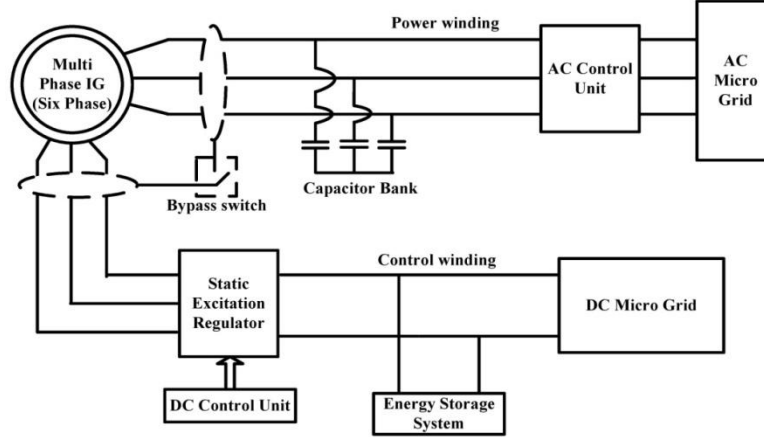 Power winding
Multi
Phase IG
(Six Phase)
AC Control
Unit
AC
Micro
Grid
Capacitor Bank
Bypass switch
Control winding
Static
Excitation
Regulator
DC Micro Grid
DC Control Unit
Energy Storage
System